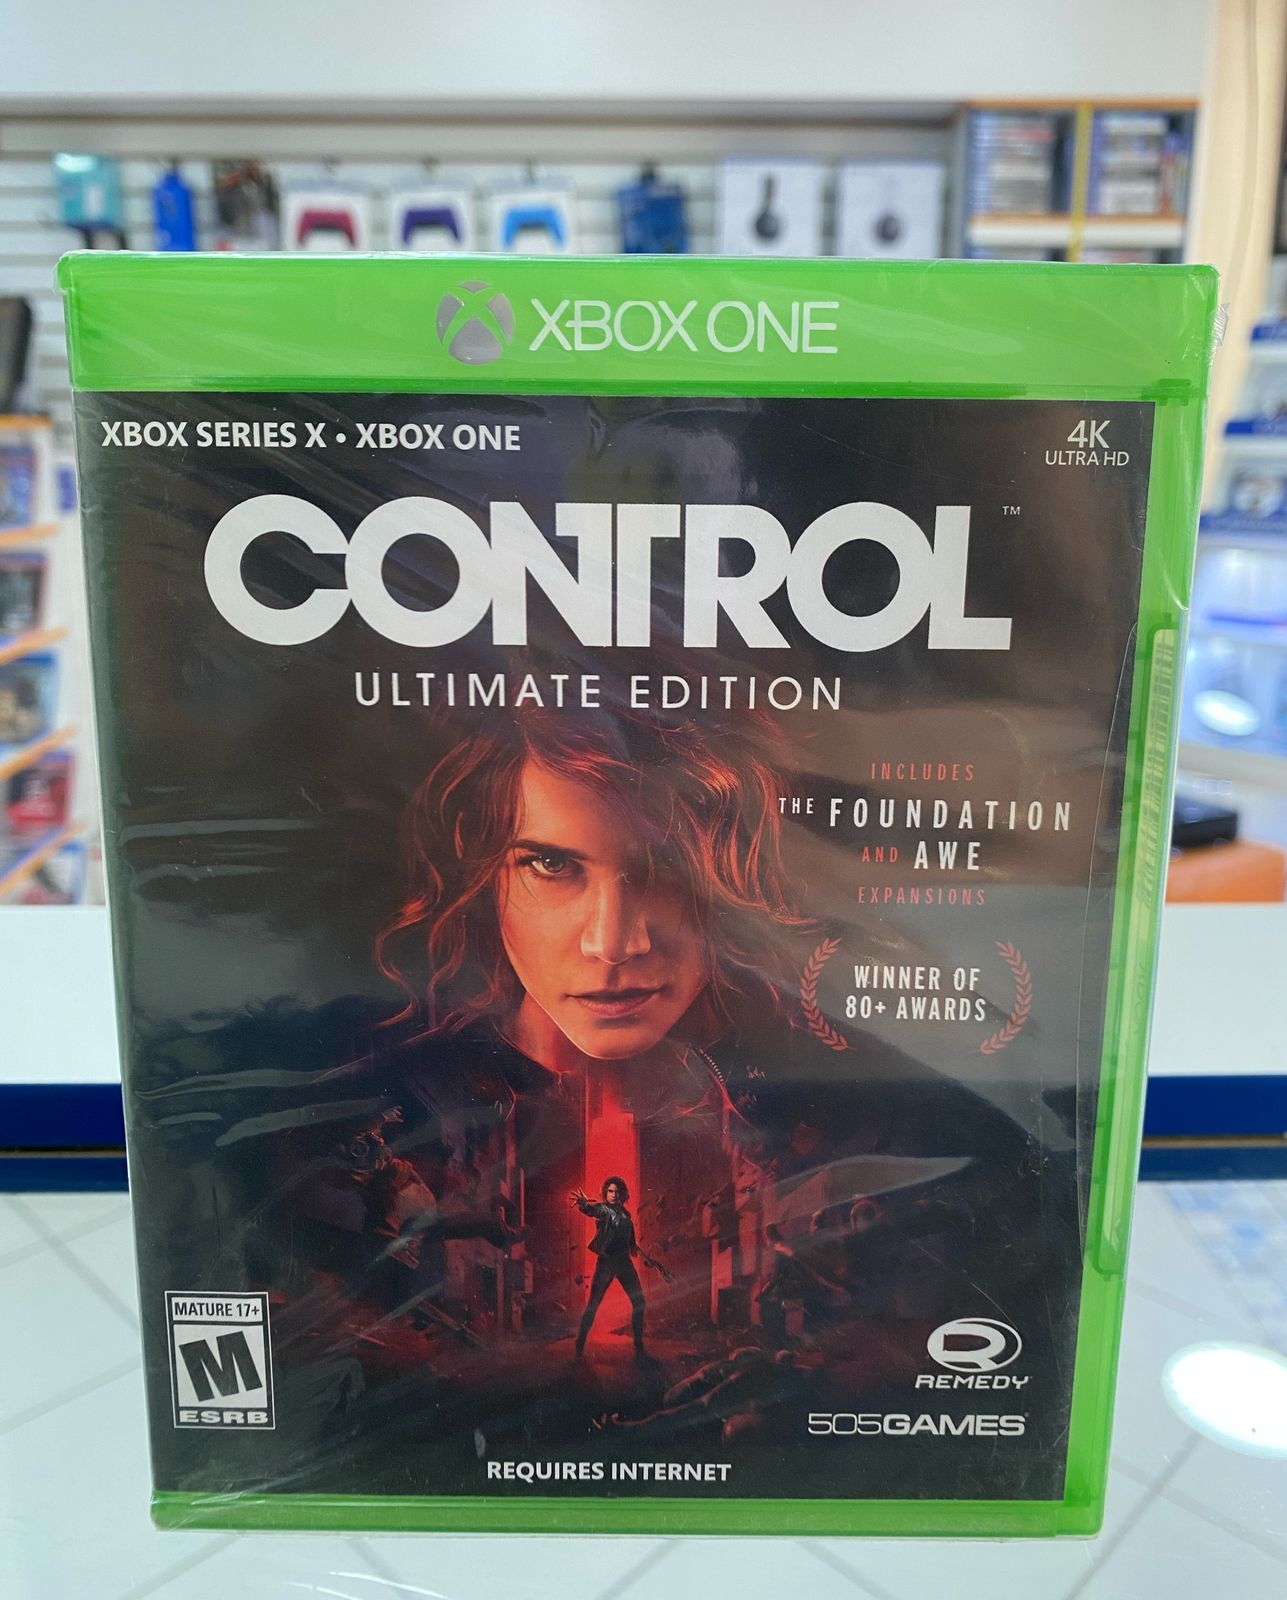 XBOX ONE
XBOX SERIES X • XBOX ONE
4K
ULTRA HD
CONTROL™
ULTIMATE EDITION
INCLUDES
THE FOUNDATION
AND AWE
EXPANSIONS
WINNER OF
80+ AWARDS
MATURE 17+
M
ESRB
REMEDY
505GAMES
REQUIRES INTERNET